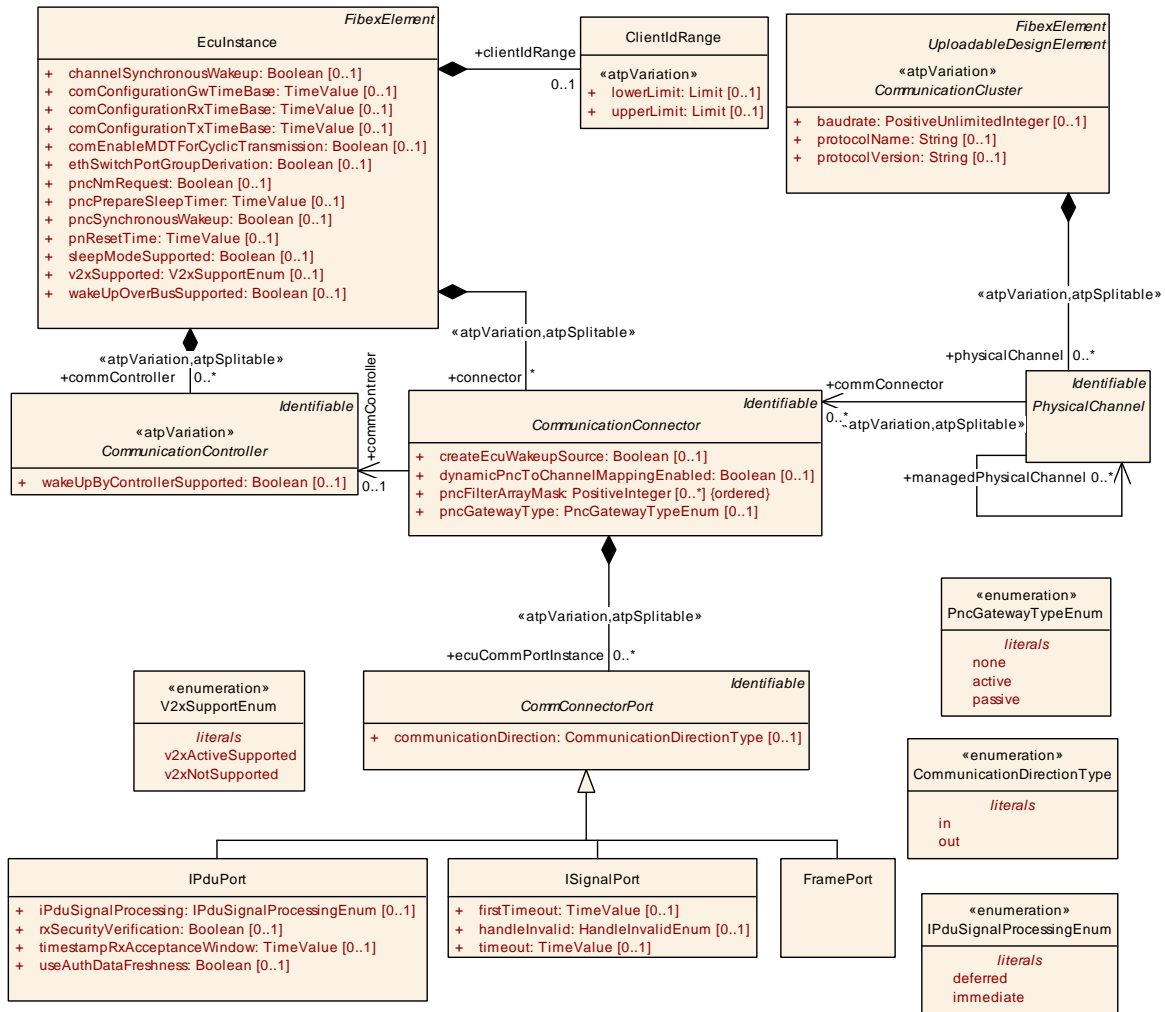 FibexElement
EcuInstance
+ channelSynchronousWakeup: Boolean [0..1]
+ comConfigurationGwTimeBase: TimeValue [0..1]
+ comConfigurationRxTimeBase: TimeValue [0..1]
+ comConfigurationTxTimeBase: TimeValue [0..1]
+ comEnableMDTForCyclicTransmission: Boolean [0..1]
+ ethSwitchPortGroupDerivation: Boolean [0..1]
+ pncNmRequest: Boolean [0..1]
+ pncPrepareSleepTimer: TimeValue [0..1]
+ pncSynchronousWakeup: Boolean [0..1]
+ pnResetTime: TimeValue [0..1]
+ sleepModeSupported: Boolean [0..1]
+ v2xSupported: V2xSupportEnum [0..1]
+ wakeUpOverBusSupported: Boolean [0..1]
+clientIdRange
0..1
ClientIdRange
«atpVariation»
+ lowerLimit: Limit [0..1]
+ upperLimit: Limit [0..1]
FibexElement
UploadableDesignElement
«atpVariation»
CommunicationCluster
+ baudrate: PositiveUnlimitedInteger [0..1]
+ protocolName: String [0..1]
+ protocolVersion: String [0..1]
«atpVariation,atpSplitable»
+physicalChannel 0..*
«atpVariation,atpSplitable»
+commController 0..*
«atpVariation,atpSplitable»
+connector *
Identifiable
«atpVariation»
CommunicationController
+ wakeUpByControllerSupported: Boolean [0..1]
+commController
0..1
Identifiable
CommunicationConnector
+ createEcuWakeupSource: Boolean [0..1]
+ dynamicPncToChannelMappingEnabled: Boolean [0..1]
+ pncFilterArrayMask: PositiveInteger [0..*] {ordered}
+ pncGatewayType: PncGatewayTypeEnum [0..1]
+commConnector
0..*
«atpVariation,atpSplitable»
Identifiable
PhysicalChannel
+managedPhysicalChannel 0..*
«atpVariation,atpSplitable»
+ecuCommPortInstance 0..*
«enumeration»
PncGatewayTypeEnum
literals
none
active
passive
«enumeration»
V2xSupportEnum
literals
v2xActiveSupported
v2xNotSupported
Identifiable
CommConnectorPort
+ communicationDirection: CommunicationDirectionType [0..1]
«enumeration»
CommunicationDirectionType
literals
in
out
IPduPort
+ iPduSignalProcessing: IPduSignalProcessingEnum [0..1]
+ rxSecurityVerification: Boolean [0..1]
+ timestampRxAcceptanceWindow: TimeValue [0..1]
+ useAuthDataFreshness: Boolean [0..1]
ISignalPort
+ firstTimeout: TimeValue [0..1]
+ handleInvalid: HandleInvalidEnum [0..1]
+ timeout: TimeValue [0..1]
FramePort
«enumeration»
IPduSignalProcessingEnum
literals
deferred
immediate